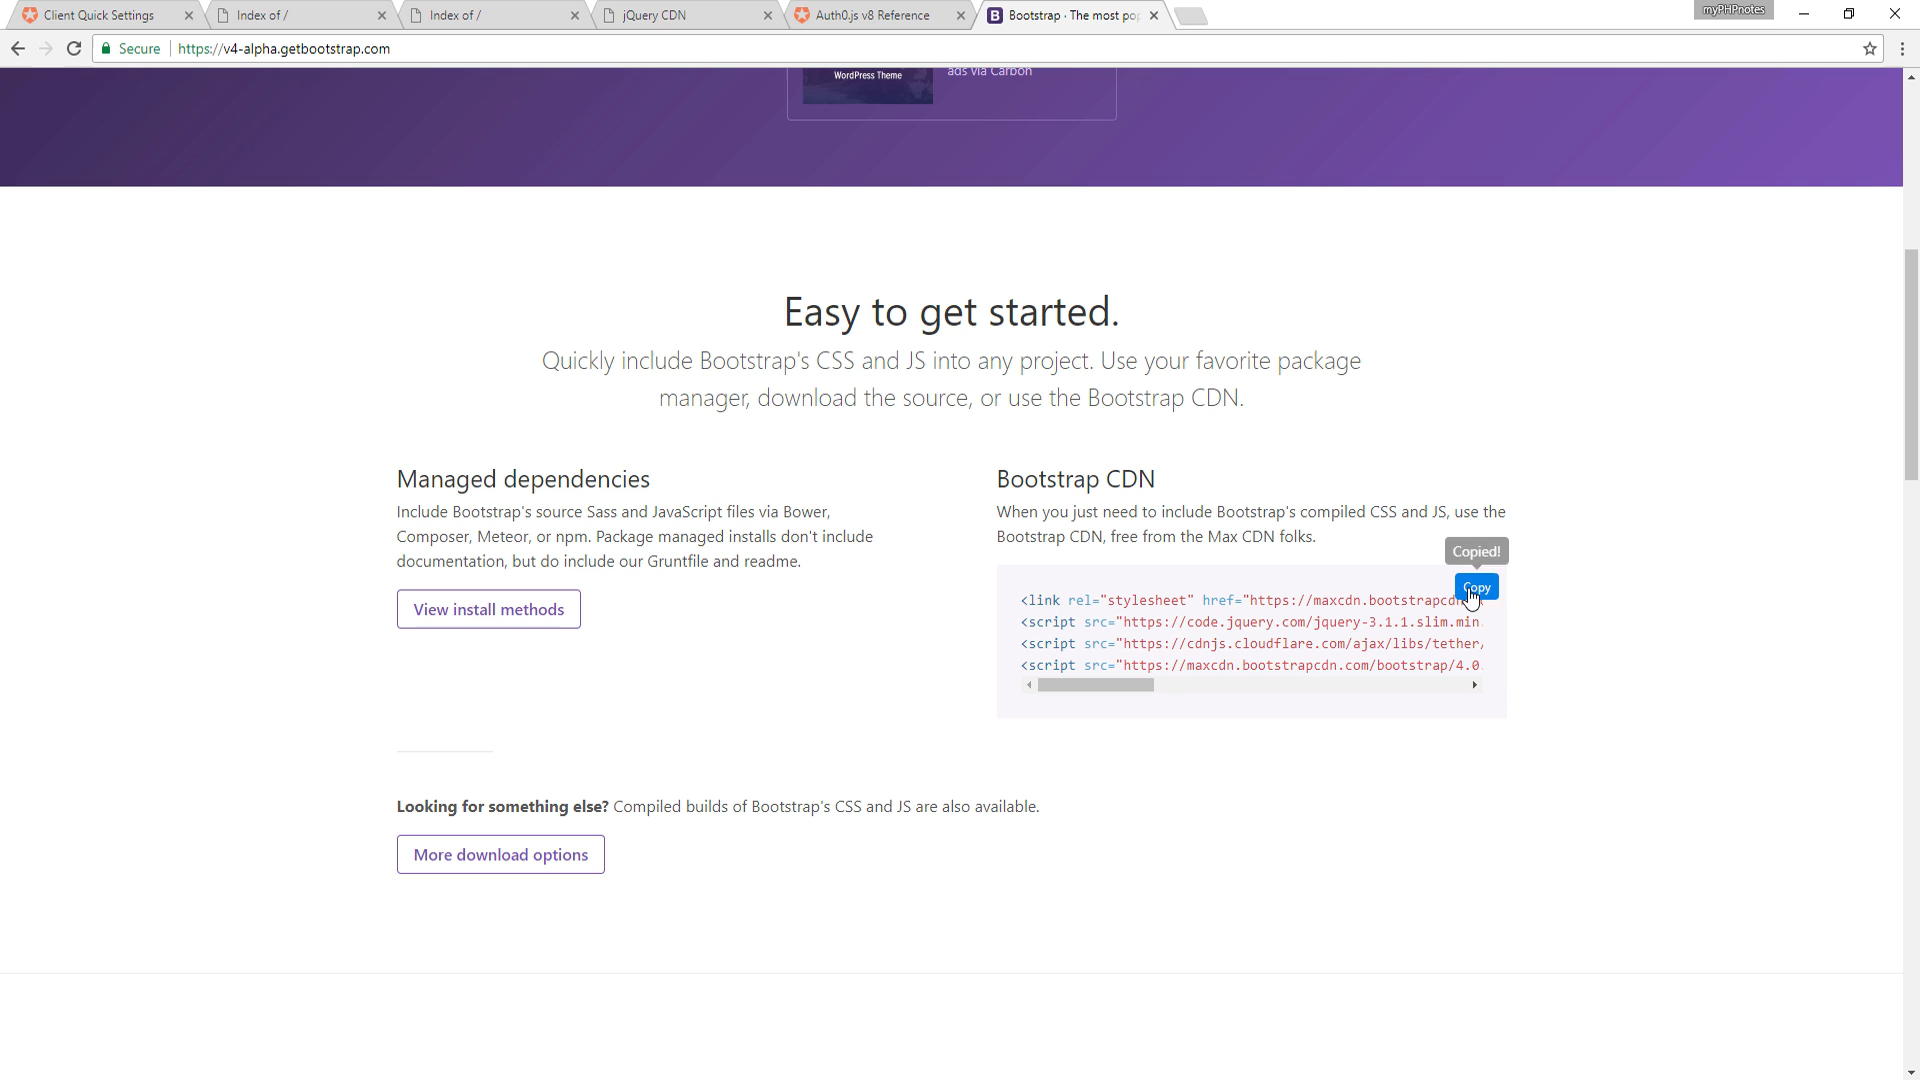 Client Quick Settings
Index of /
Index of /
jQuery CDN
Auth0.js v8 Reference
Bootstrap · The most pop
myPHPnotes
Secure
https://v4-alpha.getbootstrap.com
WordPress Theme
ads via Carbon
Easy to get started.
Quickly include Bootstrap's CSS and JS into any project. Use your favorite package
manager, download the source, or use the Bootstrap CDN.
Managed dependencies
Include Bootstrap's source Sass and JavaScript files via Bower,
Composer, Meteor, or npm. Package managed installs don't include
documentation, but do include our Gruntfile and readme.
View install methods
Bootstrap CDN
When you just need to include Bootstrap's compiled CSS and JS, use the
Bootstrap CDN, free from the Max CDN folks.
Copied!
Copy
<link rel="stylesheet" href="https://maxcdn.bootstrapcdn
<script src="https://code.jquery.com/jquery-3.1.1.slim.min.
<script src="https://cdnjs.cloudflare.com/ajax/libs/tether/
<script src="https://maxcdn.bootstrapcdn.com/bootstrap/4.0.
Looking for something else? Compiled builds of Bootstrap's CSS and JS are also available.
More download options